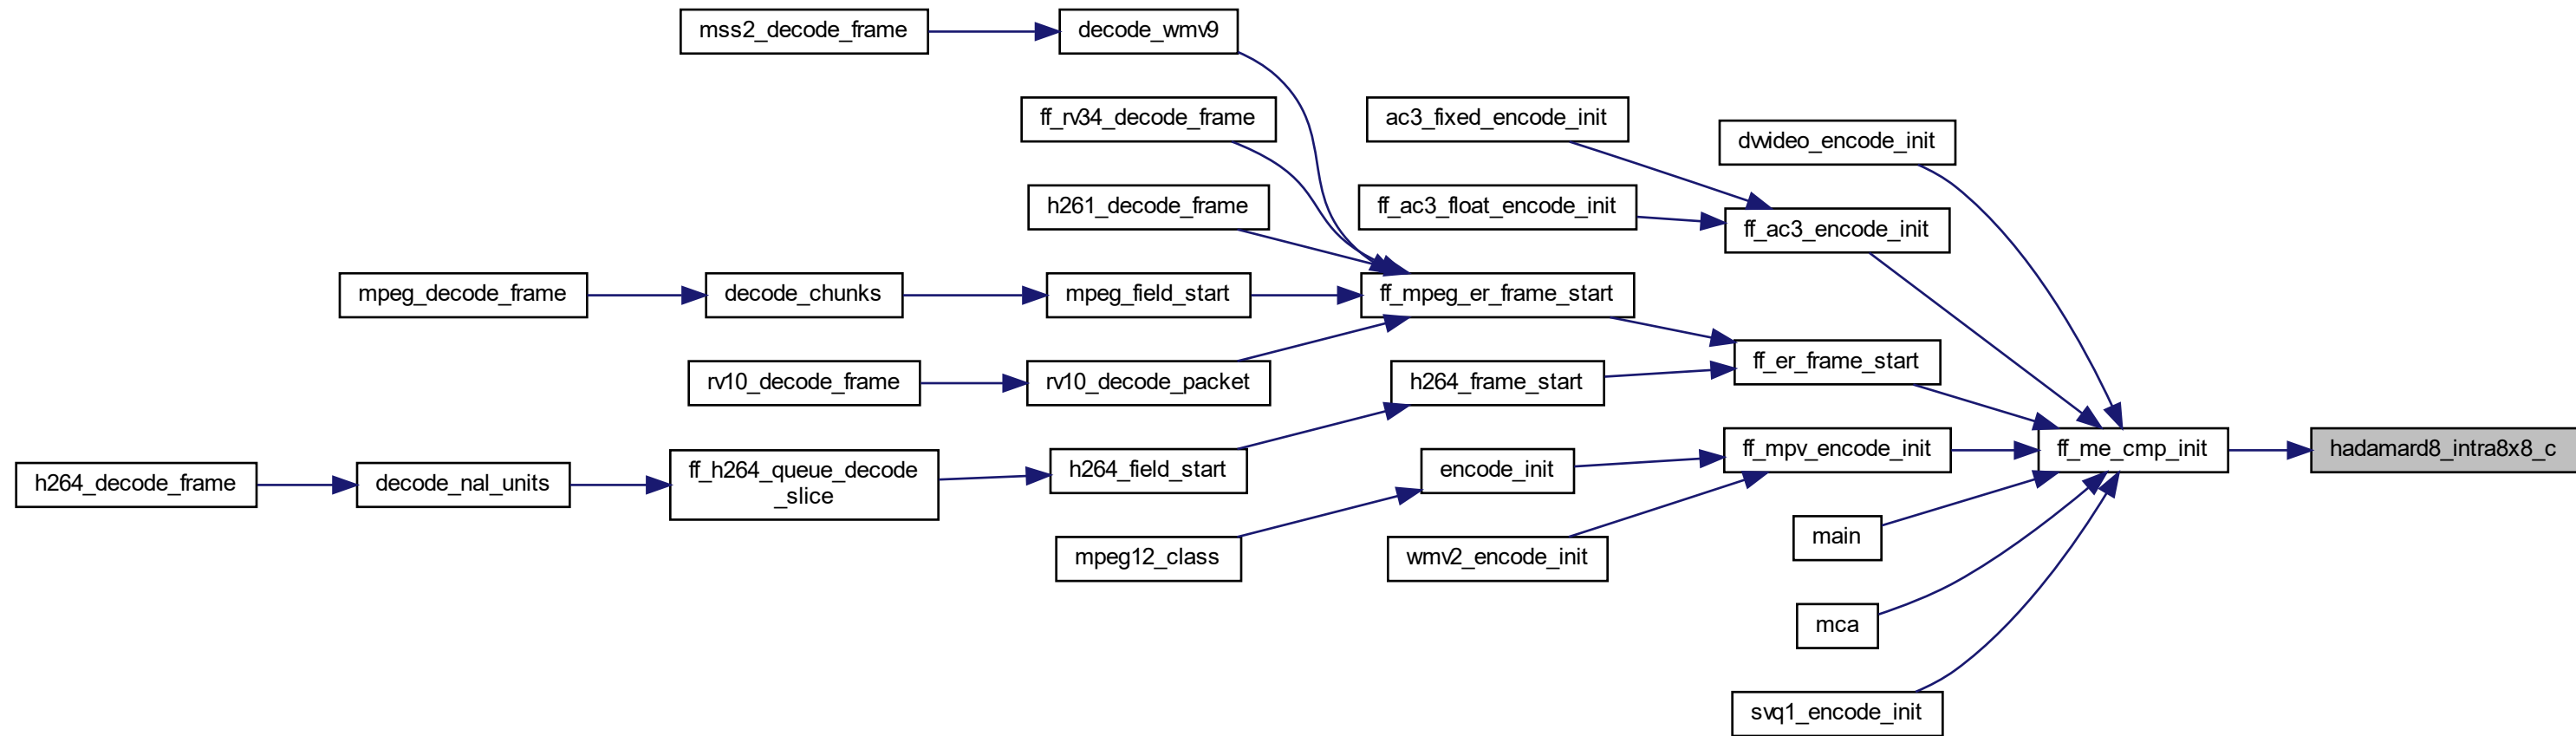 mss2_decode_frame
decode_wmv9
ff_rv34_decode_frame
ac3_fixed_encode_init
dvvideo_encode_init
h261_decode_frame
ff_ac3_float_encode_init
ff_ac3_encode_init
mpeg_decode_frame
decode_chunks
mpeg_field_start
ff_mpeg_er_frame_start
ff_er_frame_start
rv10_decode_frame
rv10_decode_packet
h264_frame_start
ff_mpv_encode_init
ff_me_cmp_init
hadamard8_intra8x8_c
h264_decode_frame
decode_nal_units
ff_h264_queue_decode
_slice
h264_field_start
encode_init
main
mpeg12_class
wmv2_encode_init
mca
svq1_encode_init